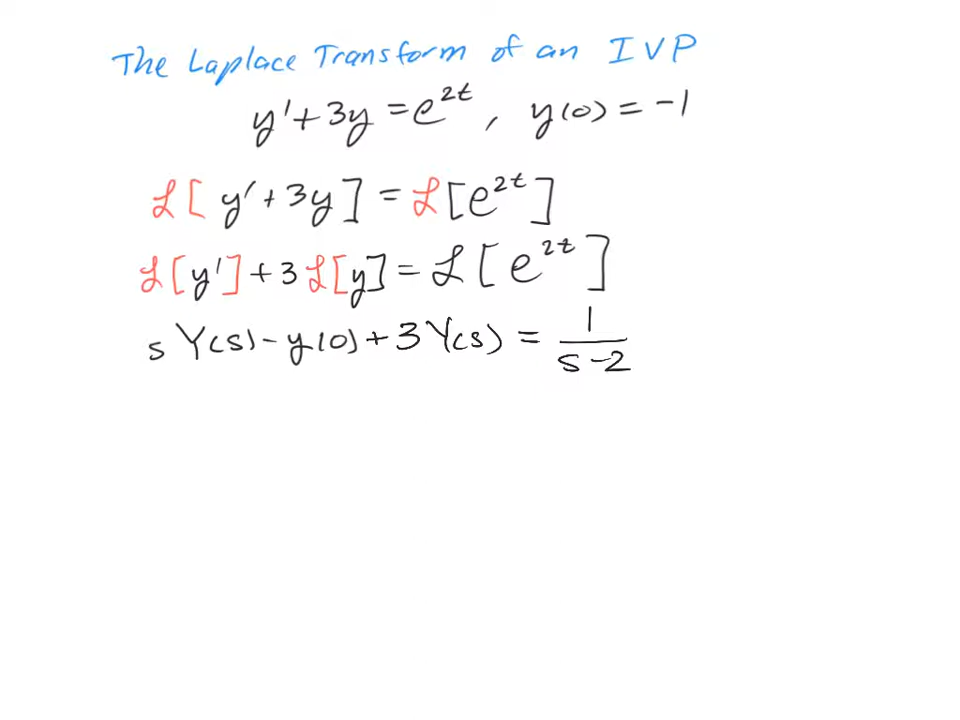 The Laplace Transform of an IVP
y' + 3y = e^{2t}, y(0) = -1
ℒ[y' + 3y] = ℒ[e^{2t}]
ℒ[y'] + 3ℒ[y] = ℒ[e^{2t}]
sY(s) - y(0) + 3Y(s) = \frac{1}{s-2}